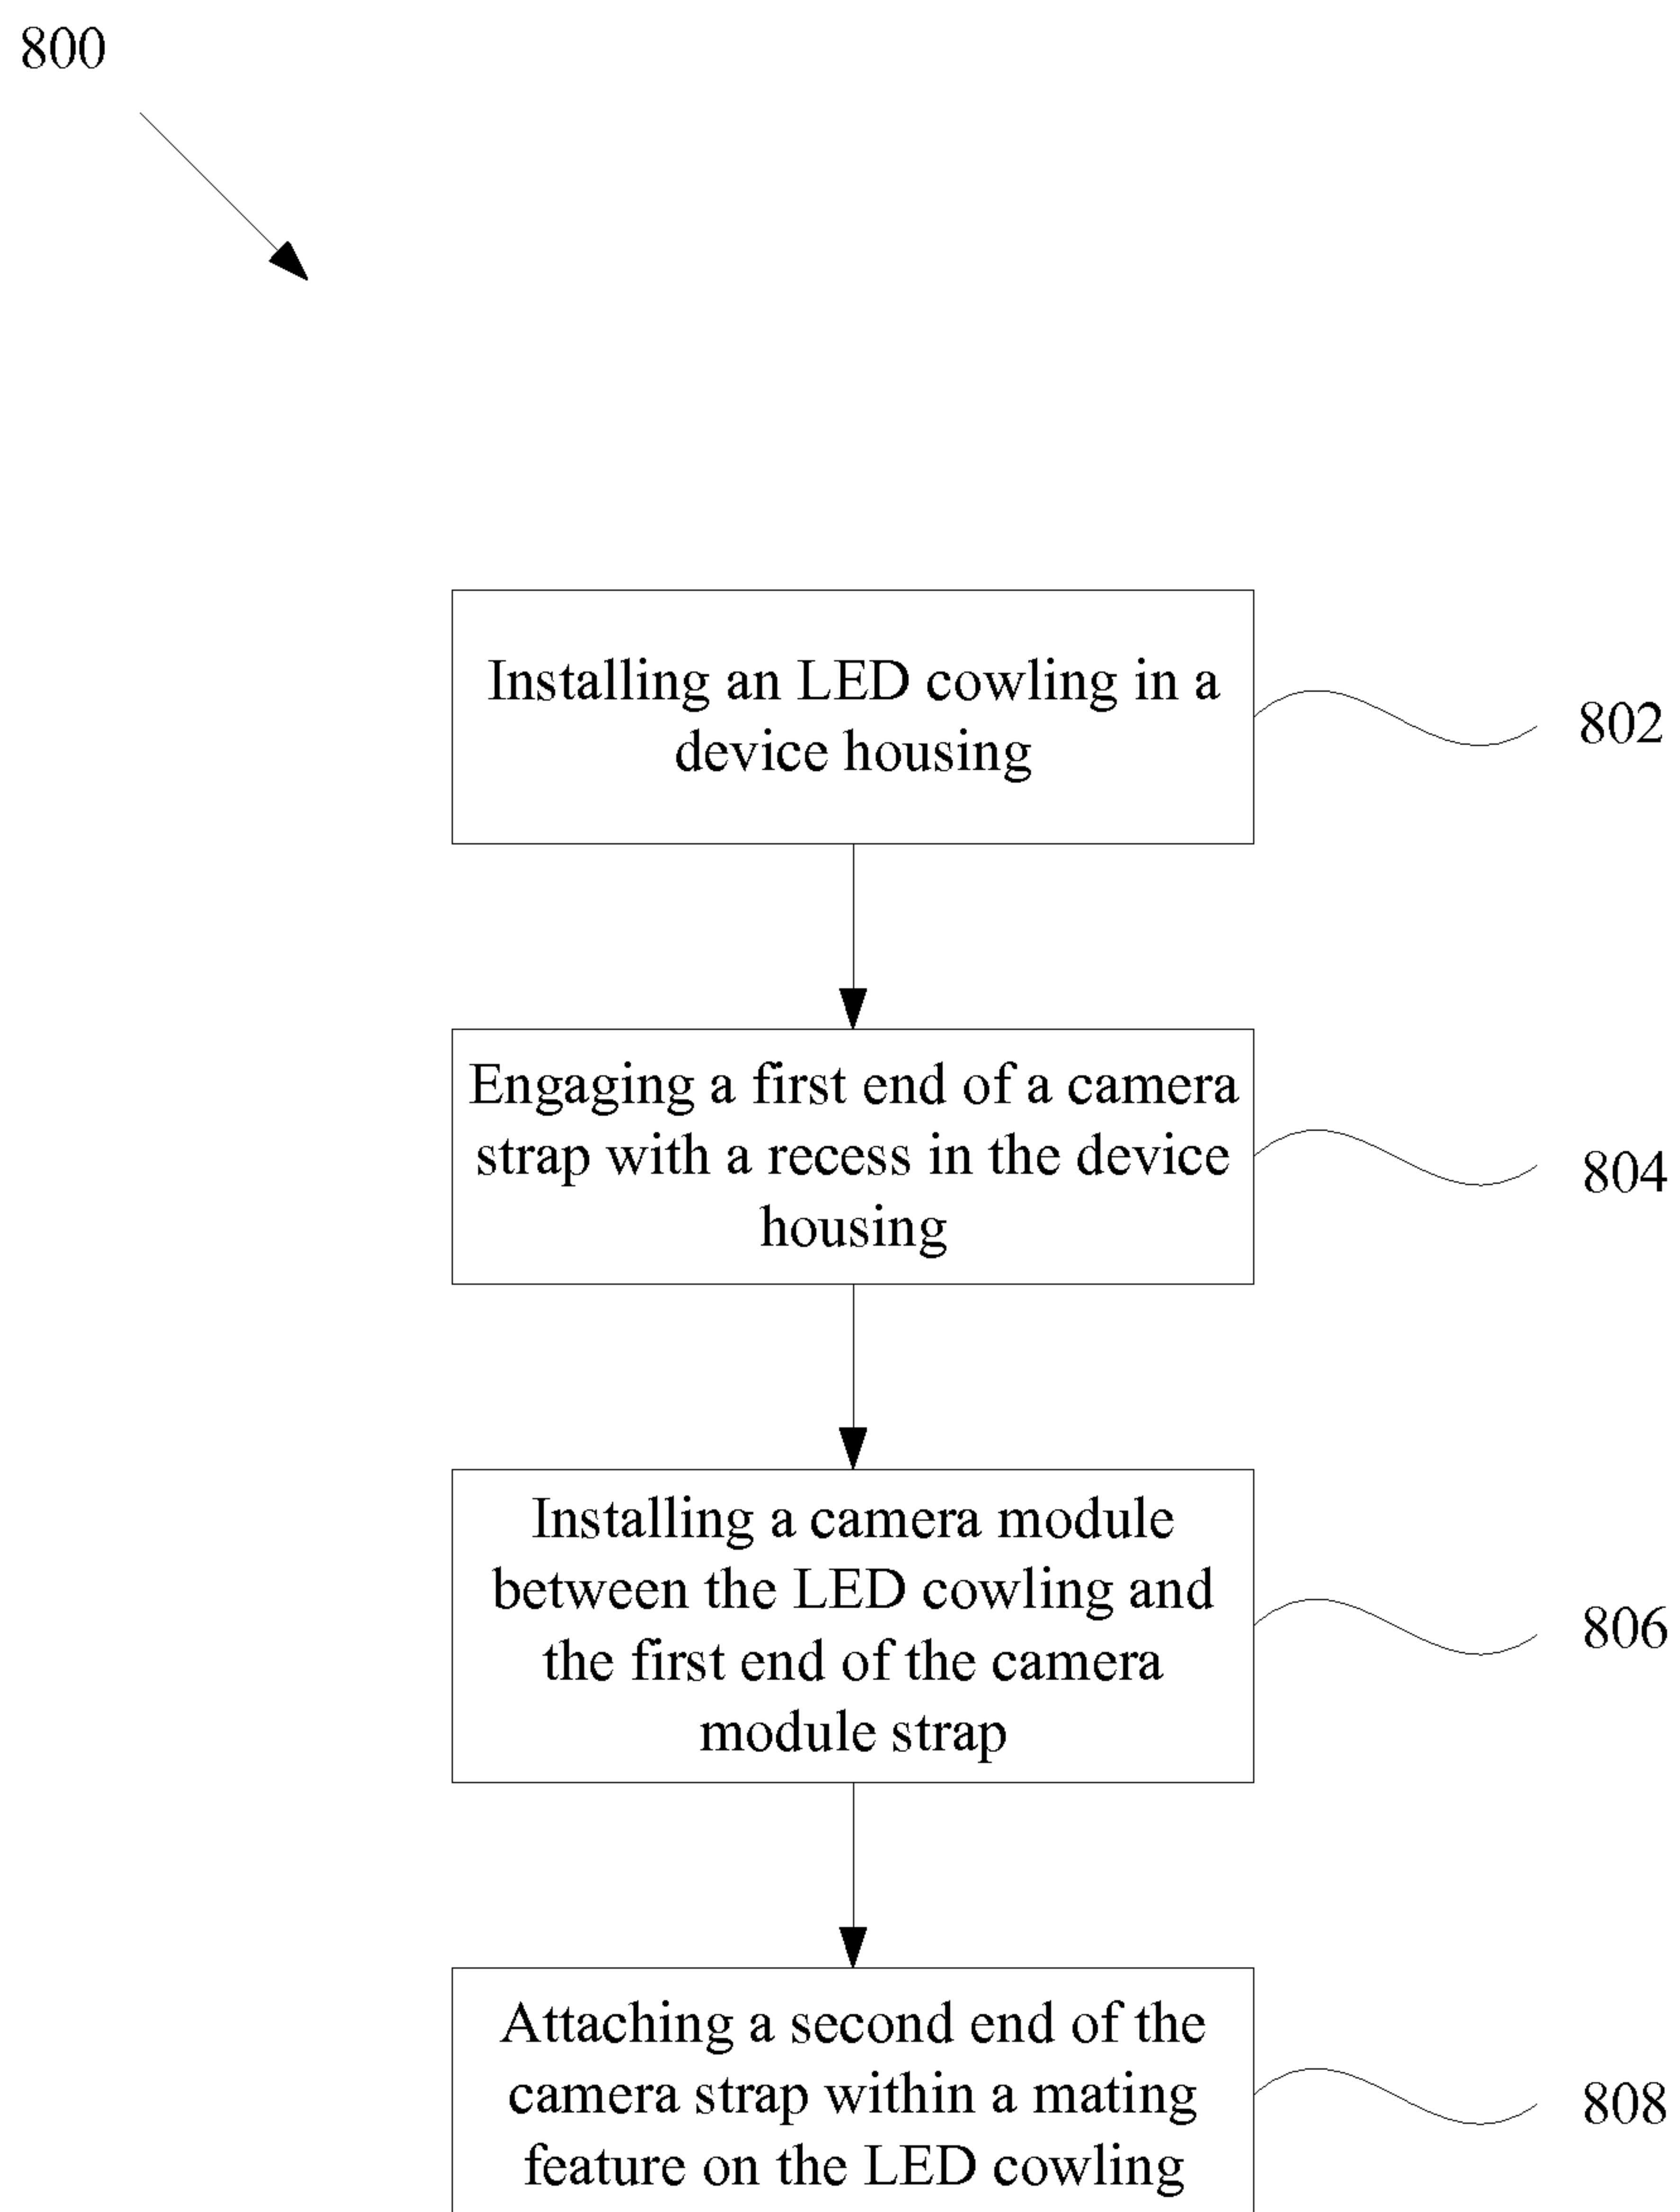 800
Installing an LED cowling in a
device housing
802
Engaging a first end of a camera
strap with a recess in the device
housing
804
Installing a camera module
between the LED cowling and
the first end of the camera
module strap
806
Attaching a second end of the
camera strap within a mating
feature on the LED cowling
808